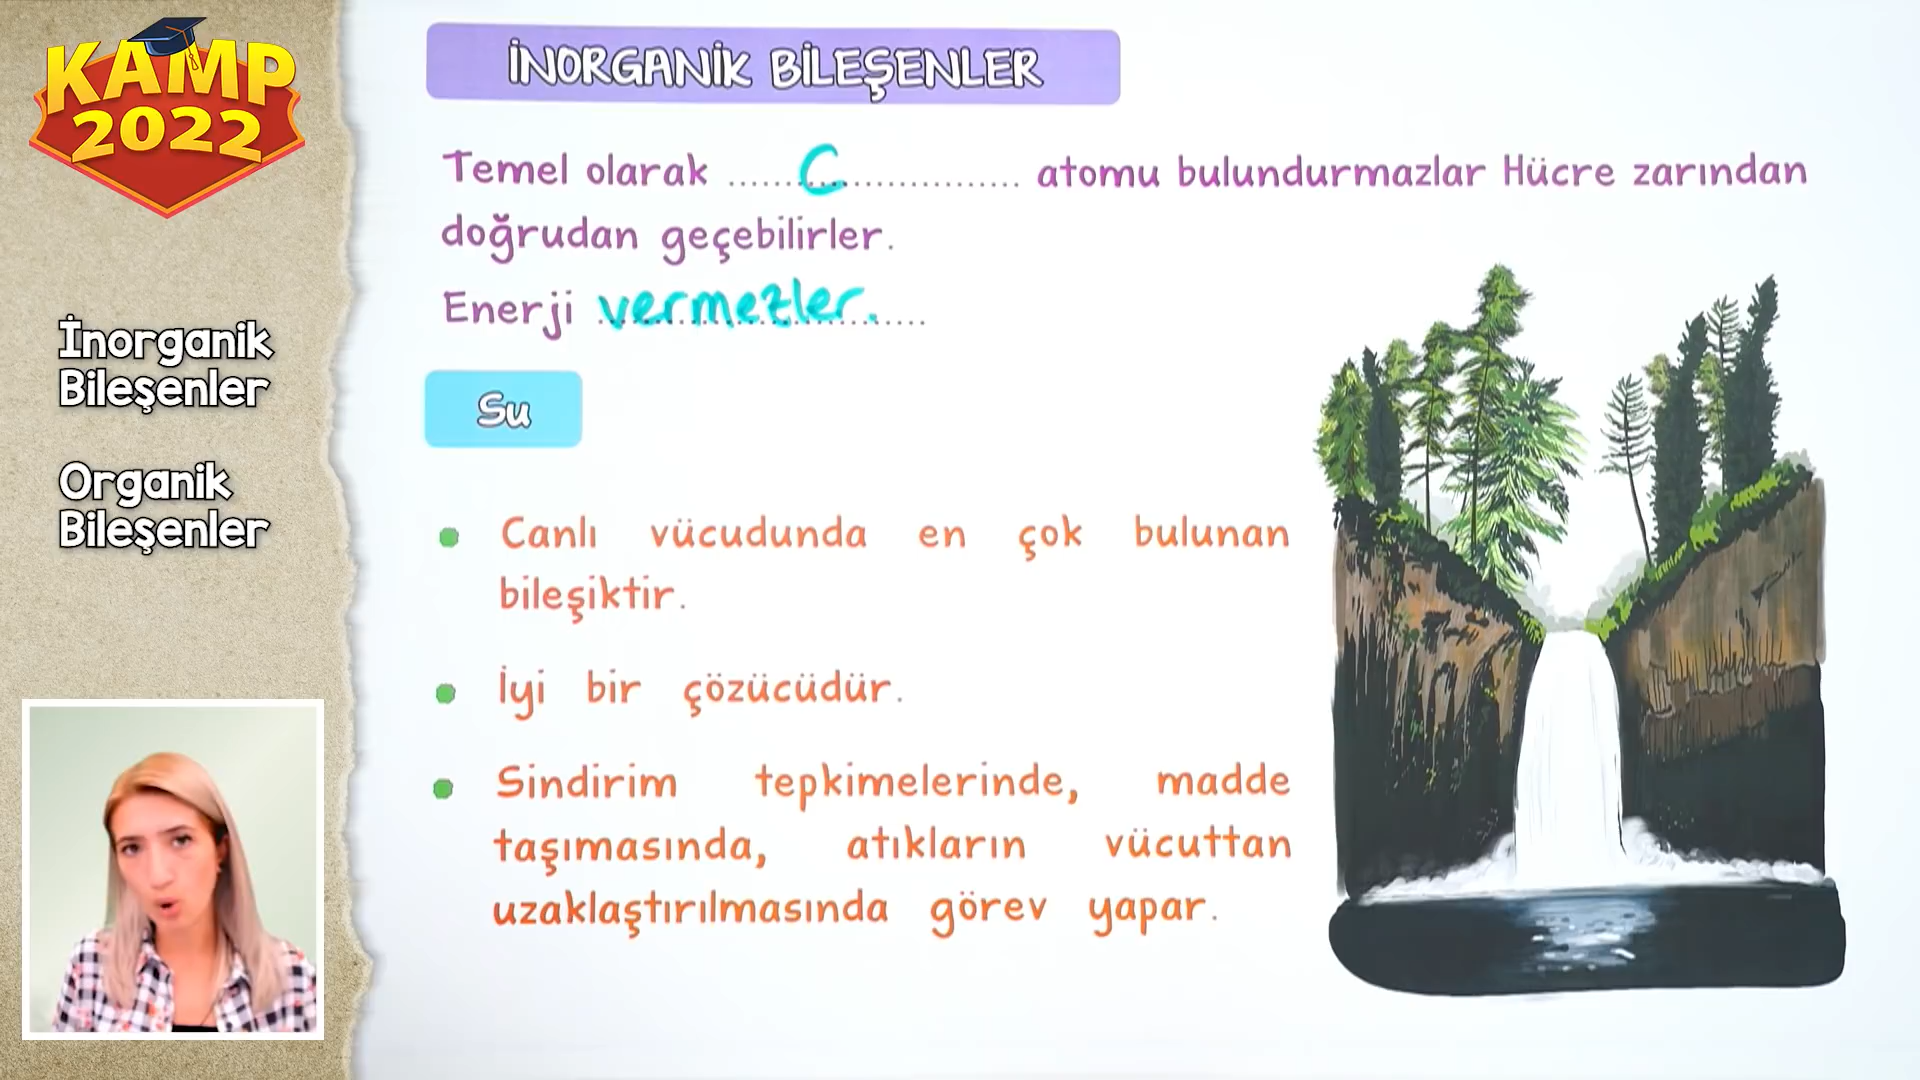 KAMP
2022
İnorganik
Bileşenler
Organik
Bileşenler
İNORGANİK BİLEŞENLER
Temel olarak ....... C ....... atomu bulundurmazlar Hücre zarından
doğrudan geçebilirler.
Enerji vermezler.
Su
Canlı vücudunda en çok bulunan
bileşiktir.
İyi bir çözücüdür.
Sindirim tepkimelerinde, madde
taşımasında, atıkların vücuttan
uzaklaştırılmasında görev yapar.